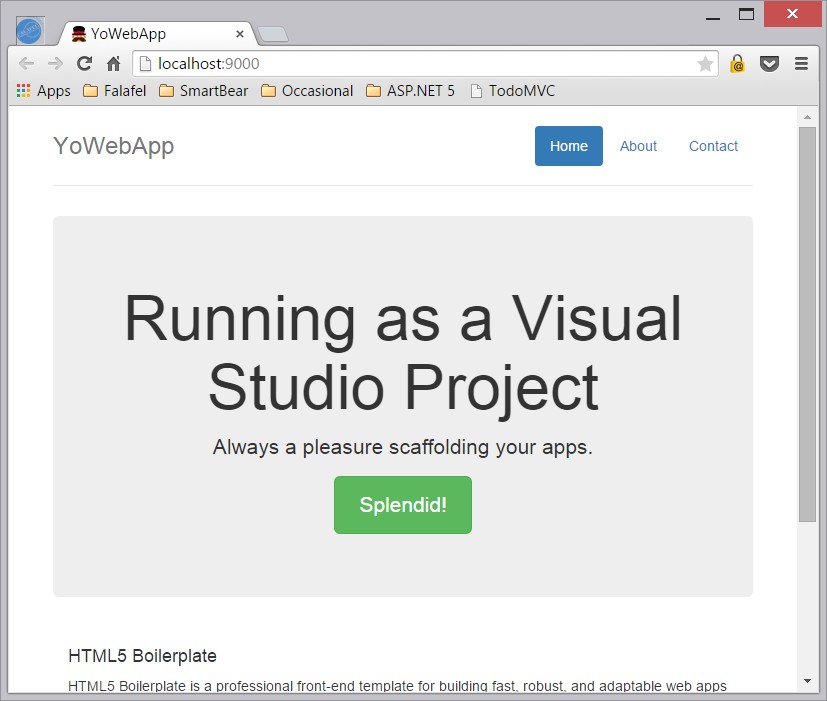 YoWebApp
localhost:9000
Apps Falafel SmartBear Occasional ASP.NET 5 TodoMVC
YoWebApp Home About Contact
Running as a Visual
Studio Project
Always a pleasure scaffolding your apps.
Splendid!
HTML5 Boilerplate
HTML5 Boilerplate is a professional front-end template for building fast, robust, and adaptable web apps